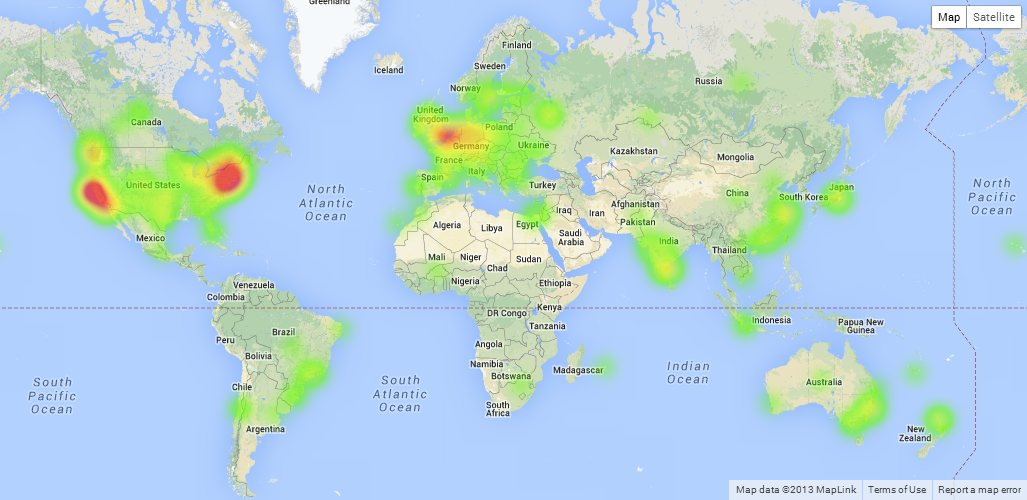 Greenland
Map
Satellite
Iceland
Finland
Sweden
Norway
Russia
United
Kingdom
Canada
Poland
Germany
Ukraine
Kazakhstan
Mongolia
France
Italy
Spain
Turkey
United States
North
Atlantic
Ocean
China
South Korea
Japan
North
Pacific
Ocean
Iraq
Iran
Afghanistan
Pakistan
Algeria
Libya
Egypt
Saudi
Arabia
India
Mexico
Mali
Niger
Chad
Sudan
Thailand
Nigeria
Ethiopia
Venezuela
Colombia
DR Congo
Kenya
Tanzania
Indonesia
Papua New
Guinea
Brazil
Peru
Bolivia
Angola
Namibia
Botswana
Madagascar
Indian
Ocean
South
Pacific
Ocean
Chile
South
Atlantic
Ocean
Australia
South
Africa
Argentina
New
Zealand
Map data ©2013 MapLink
Terms of Use
Report a map error